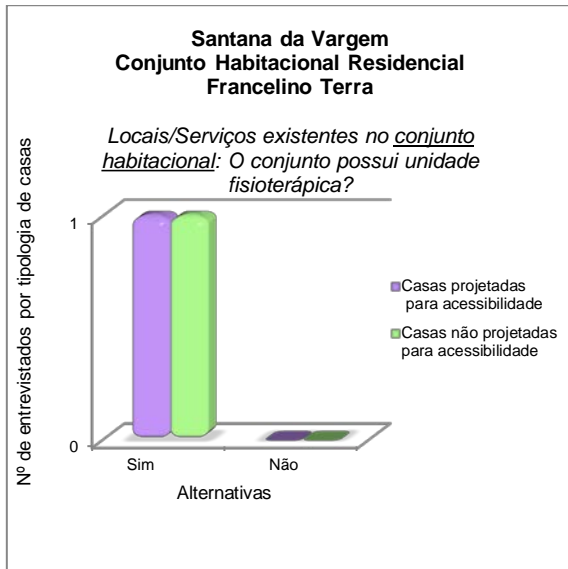 Santana da Vargem
Conjunto Habitacional Residencial
Francelino Terra
Locais/Serviços existentes no conjunto
habitacional: O conjunto possui unidade
fisioterápica?
Nº de entrevistados por tipologia de casas
1
0
Sim
Não
Alternativas
Casas projetadas
para acessibilidade
Casas não projetadas
para acessibilidade